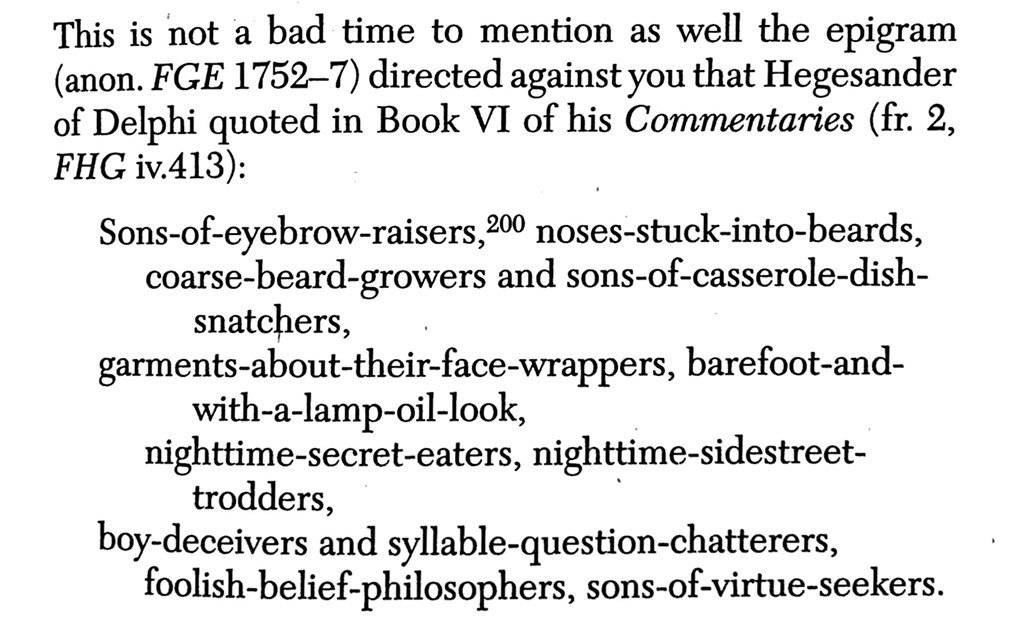 This is not a bad time to mention as well the epigram
(anon. FGE 1752–7) directed against you that Hegesander
of Delphi quoted in Book VI of his Commentaries (fr. 2,
FHG iv.413):
Sons-of-eyebrow-raisers,200 noses-stuck-into-beards,
coarse-beard-growers and sons-of-casserole-dish-
snatchers,
garments-about-their-face-wrappers, barefoot-and-
with-a-lamp-oil-look,
nighttime-secret-eaters, nighttime-sidestreet-
trodders,
boy-deceivers and syllable-question-chatterers,
foolish-belief-philosophers, sons-of-virtue-seekers.